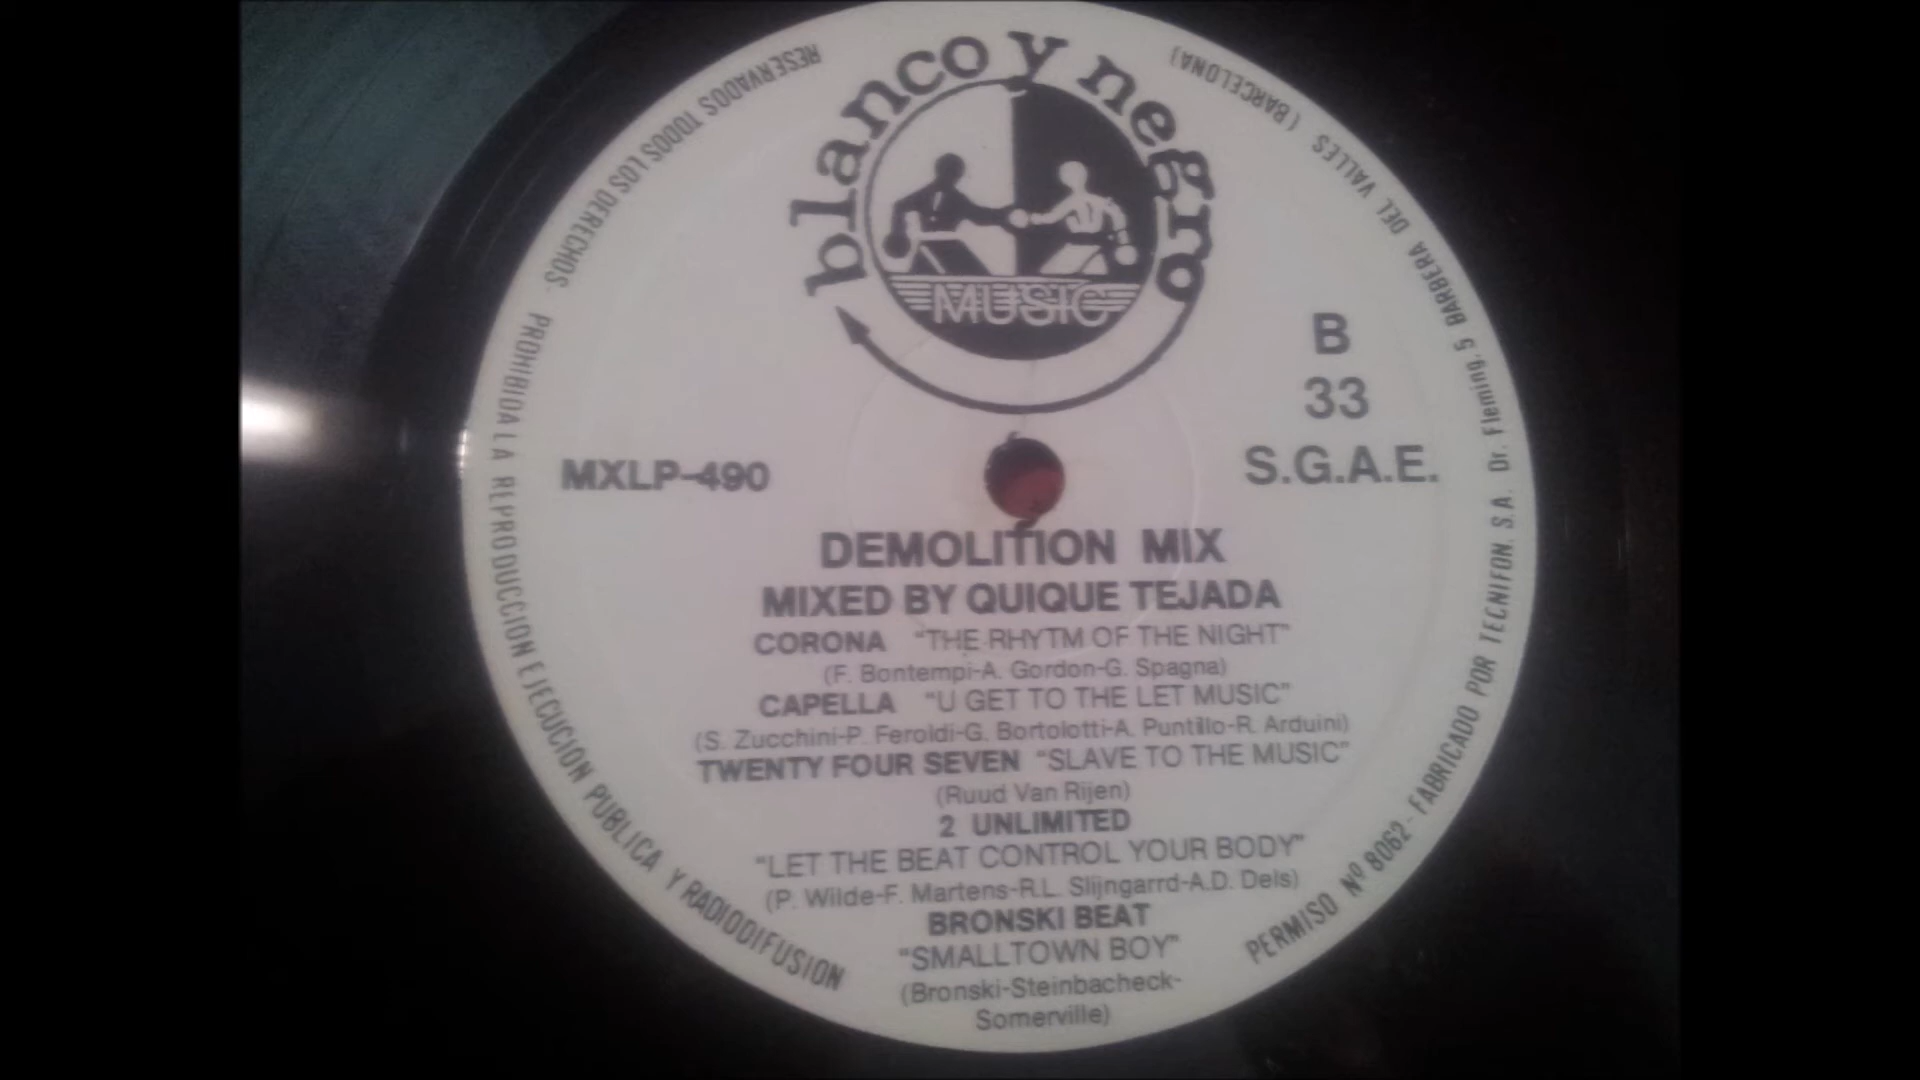 blanco y negro
MUSIC
B
33
S.G.A.E.
MXLP-490
DEMOLITION MIX
MIXED BY QUIQUE TEJADA
CORONA "THE RHYTM OF THE NIGHT"
(F. Bontempi-A. Gordon-G. Spagna)
CAPELLA "U GET TO THE LET MUSIC"
(S. Zucchini-P. Feroldi-G. Bortolotti-A. Puntillo-R. Arduini)
TWENTY FOUR SEVEN "SLAVE TO THE MUSIC"
(Ruud Van Rijen)
2 UNLIMITED
"LET THE BEAT CONTROL YOUR BODY"
(P. Wilde-F. Martens-R.L. Slijngarrd-A.D. Dels)
BRONSKI BEAT
"SMALLTOWN BOY"
(Bronski-Steinbacheck-
Somerville)
RESERVADOS TODOS LOS DERECHOS - PROHIBIDA LA REPRODUCCION EJECUCION PUBLICA Y RADIODIFUSION
PERMISO Nº 8062 - FABRICADO POR TECNIFON, S.A. Dr. Fleming, 5 BARBERA DEL VALLES (BARCELONA)